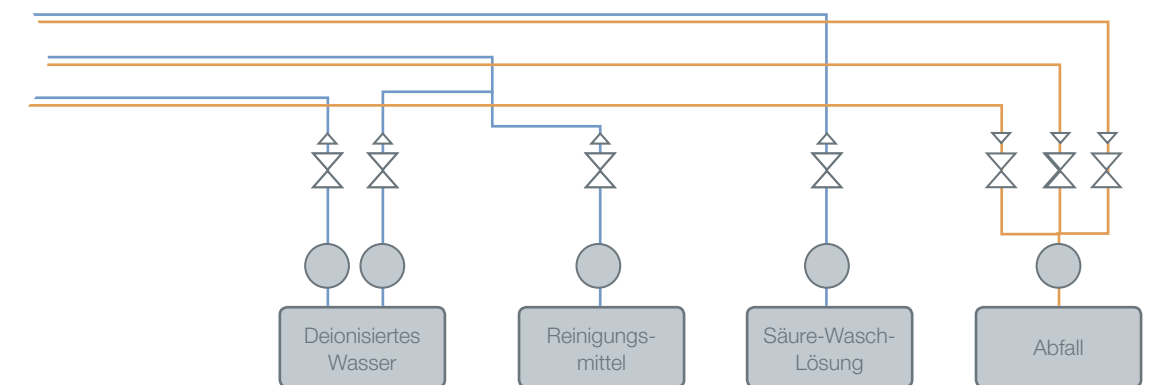 Deionisiertes
Wasser
Reinigungs-
mittel
Säure-Wasch-
Lösung
Abfall